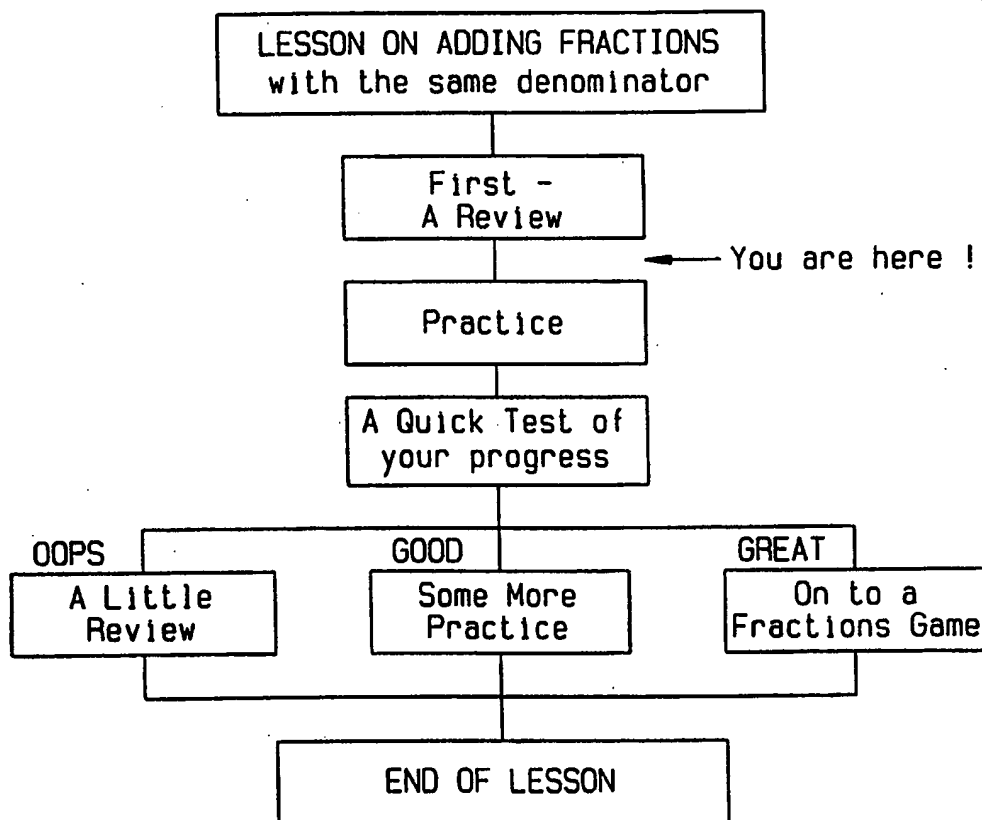 LESSON ON ADDING FRACTIONS
with the same denominator
First -
A Review
You are here !
Practice
A Quick Test of
your progress
OOPS
A Little
Review
GOOD
Some More
Practice
GREAT
On to a
Fractions Game
END OF LESSON